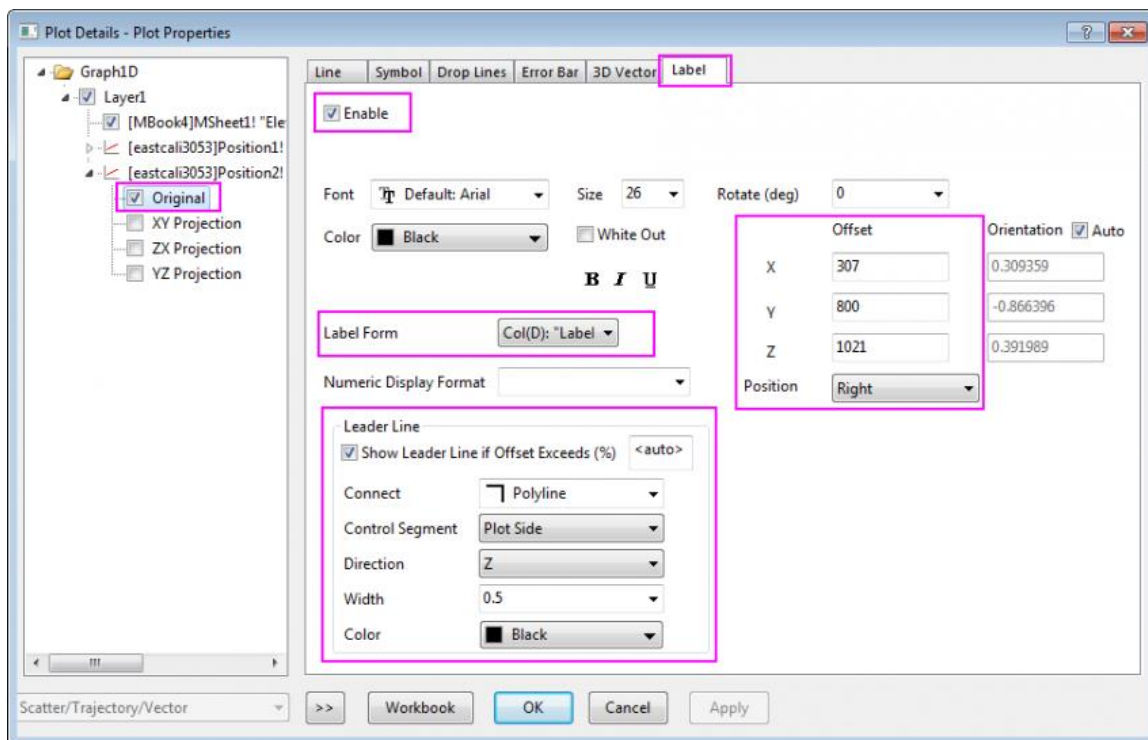 Plot Details - Plot Properties
Graph1D
Layer1
[MBook4]MSheet1! "Ele
[eastcali3053]Position1!
[eastcali3053]Position2!
Original
XY Projection
ZX Projection
YZ Projection
Line Symbol Drop Lines Error Bar 3D Vector Label
Enable
Font Default: Arial Size 26 Rotate (deg) 0
Color Black White Out Offset Orientation Auto
X 307 0.309359
B I U
Y 800 -0.866396
Label Form Col(D): "Label Z 1021 0.391989
Numeric Display Format Position Right
Leader Line
Show Leader Line if Offset Exceeds (%) <auto>
Connect Polyline
Control Segment Plot Side
Direction Z
Width 0.5
Color Black
Scatter/Trajectory/Vector >> Workbook OK Cancel Apply